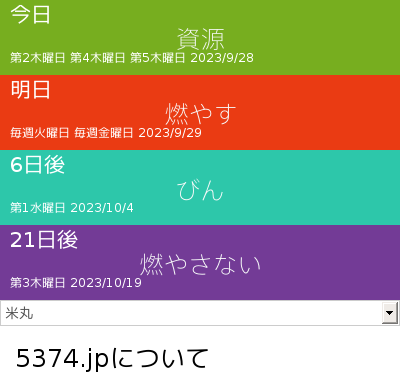 今日
資源
第2木曜日 第4木曜日 第5木曜日 2023/9/28
明日
燃やす
毎週火曜日 毎週金曜日 2023/9/29
6日後
びん
第1水曜日 2023/10/4
21日後
燃やさない
第3木曜日 2023/10/19
米丸
5374.jpについて